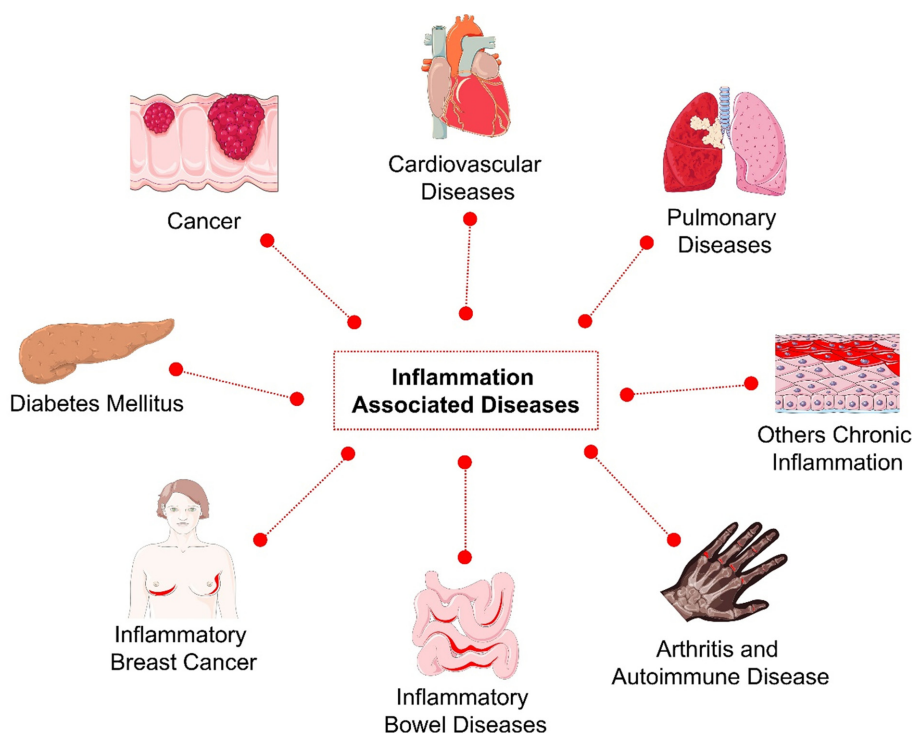 Cardiovascular
Diseases
Cancer
Pulmonary
Diseases
Inflammation
Associated Diseases
Diabetes Mellitus
Others Chronic
Inflammation
Inflammatory
Breast Cancer
Inflammatory
Bowel Diseases
Arthritis and
Autoimmune Disease